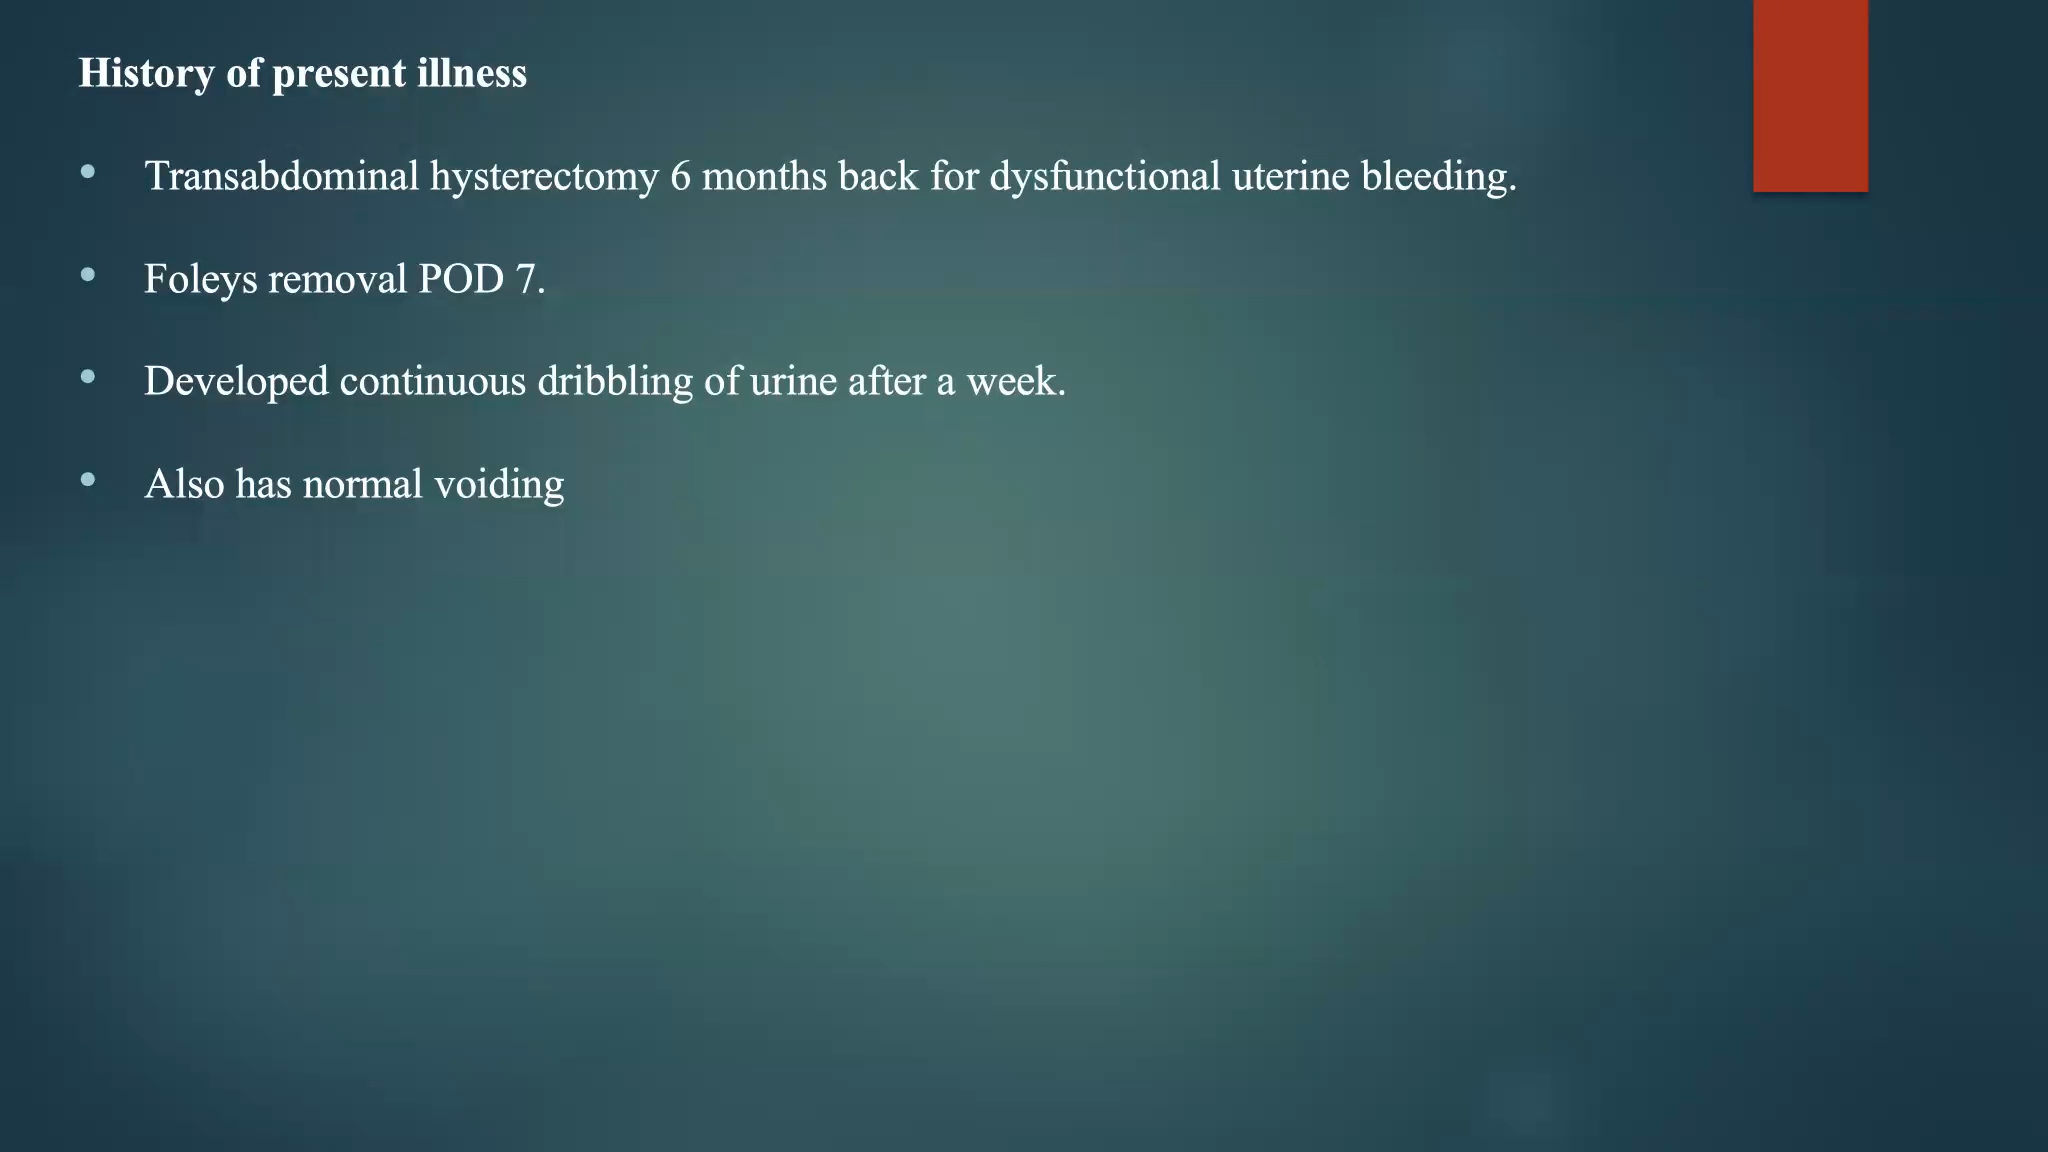 History of present illness
• Transabdominal hysterectomy 6 months back for dysfunctional uterine bleeding.
• Foleys removal POD 7.
• Developed continuous dribbling of urine after a week.
• Also has normal voiding